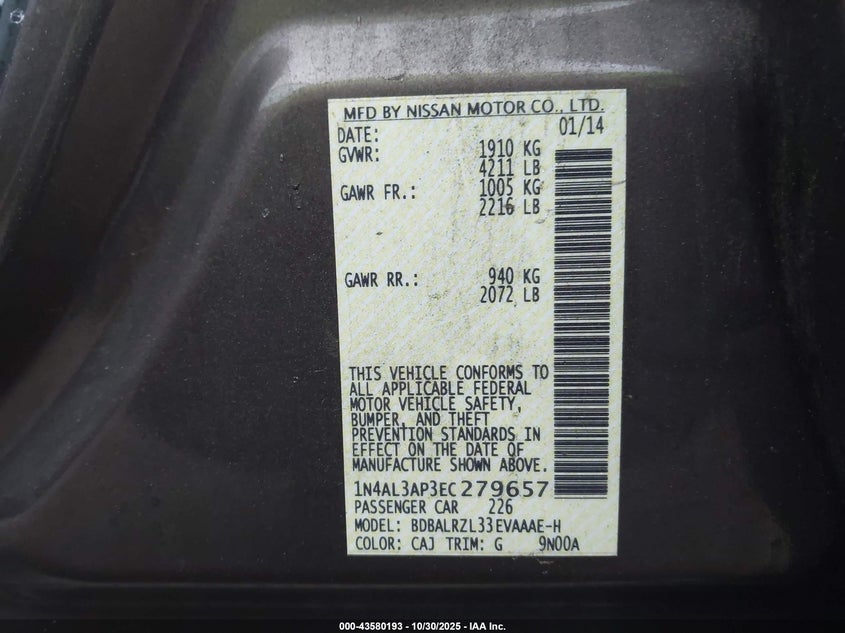 MFD BY NISSAN MOTOR CO., LTD.
DATE: 01/14
GVWR: 1910 KG
4211 LB
GAWR FR.: 1005 KG
2216 LB
GAWR RR.: 940 KG
2072 LB
THIS VEHICLE CONFORMS TO
ALL APPLICABLE FEDERAL
MOTOR VEHICLE SAFETY,
BUMPER, AND THEFT
PREVENTION STANDARDS IN
EFFECT ON THE DATE OF
MANUFACTURE SHOWN ABOVE.
1N4AL3AP3EC279657
PASSENGER CAR 226
MODEL: BDBALRZL33EVAAAE-H
COLOR: CAJ TRIM: G 9N00A
000-43580193 - 10/30/2025 - IAA Inc.